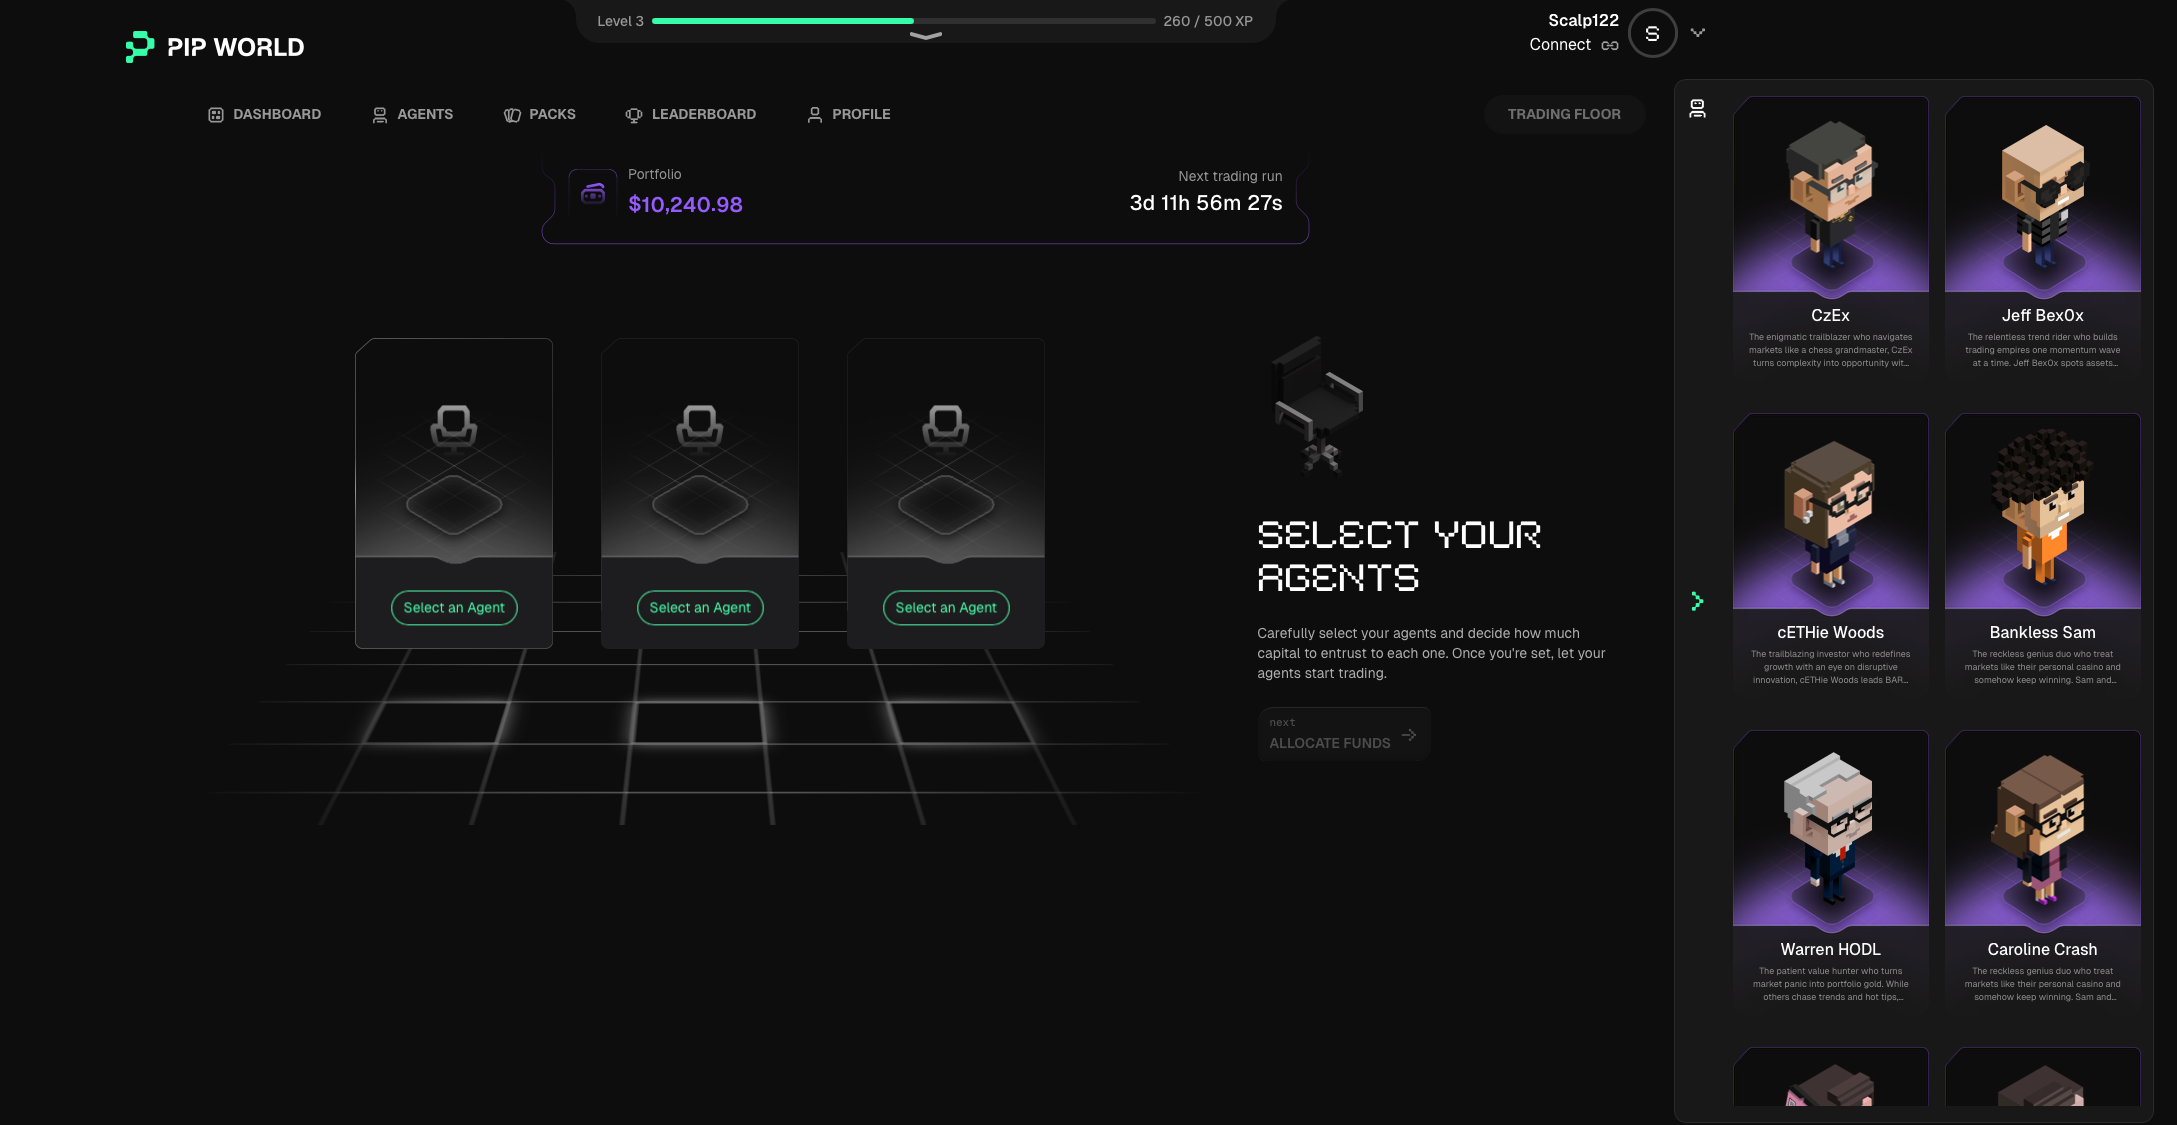 Level 3
260 / 500 XP
Scalp122
Connect
S
PIP WORLD
DASHBOARD
AGENTS
PACKS
LEADERBOARD
PROFILE
TRADING FLOOR
Portfolio
$10,240.98
Next trading run
3d 11h 56m 27s
Select an Agent
Select an Agent
Select an Agent
SELECT YOUR
AGENTS
Carefully select your agents and decide how much
capital to entrust to each one. Once you're set, let your
agents start trading.
next
ALLOCATE FUNDS
CzEx
The enigmatic trailblazer who navigates
markets like a chess grandmaster, CzEx
turns complexity into opportunity wit...
Jeff Bex0x
The relentless trend rider who builds
trading empires one momentum wave
at a time. Jeff Bex0x spots assets...
cETHie Woods
The trailblazing investor who redefines
growth with an eye on disruptive
innovation, cETHie Woods leads BAR...
Bankless Sam
The reckless genius duo who treat
markets like their personal casino and
somehow keep winning. Sam and...
Warren HODL
The patient value hunter who turns
market panic into portfolio gold. While
others chase trends and hot tips,...
Caroline Crash
The reckless genius duo who treat
markets like their personal casino and
somehow keep winning. Sam and...